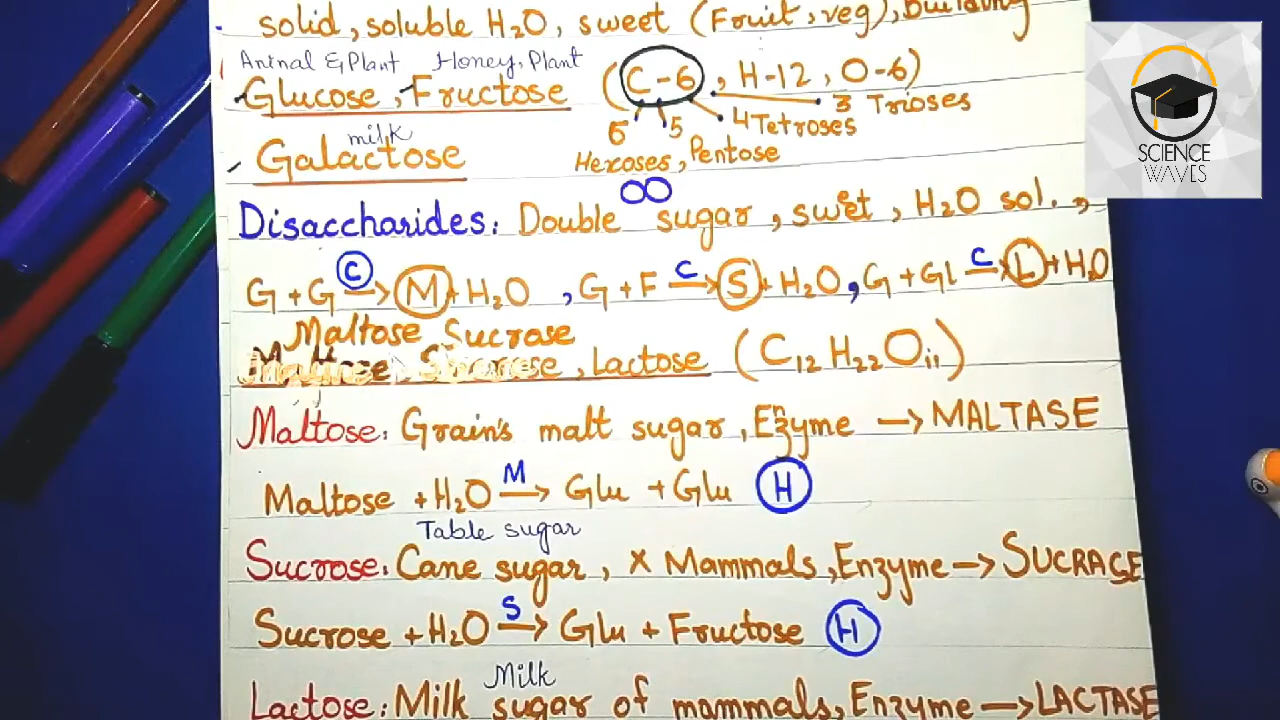 solid, soluble H₂O, sweet (Fruit, veg), building
Animal & Plant Honey, Plant
Glucose, Fructose (C-6, H-12, O-6)
3 Trioses
6 5 4 Tetroses
milk
Galactose
Hexoses, Pentose
Disaccharides: Double sugar, sweet, H₂O sol.,
G + G C → M + H₂O, G + F C → S + H₂O, G + Gl C → L + H₂O
Maltose Sucrose
, Lactose (C₁₂ H₂₂ O₁₁)
Maltose: Grain's malt sugar, Enzyme → MALTASE
Maltose + H₂O M → Glu + Glu H
Table sugar
Sucrose: Cane sugar, x Mammals, Enzyme → SUCRASE
Sucrose + H₂O S → Glu + Fructose H
Milk
Lactose: Milk sugar of mammals, Enzyme → LACTASE
SCIENCE
WAVES